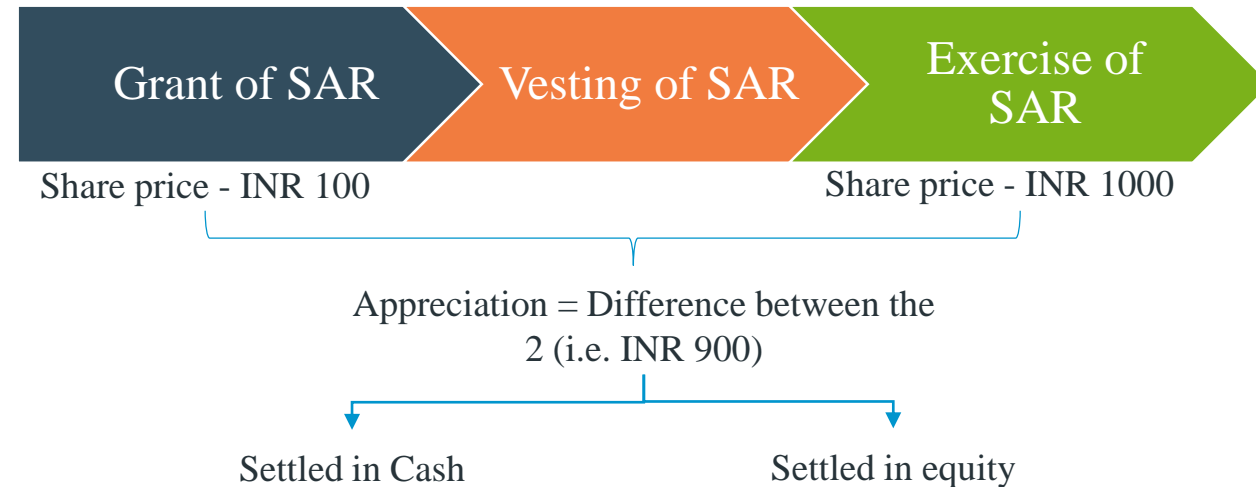 Grant of SAR
Vesting of SAR
Exercise of
SAR
Share price - INR 100
Share price - INR 1000
Appreciation = Difference between the
2 (i.e. INR 900)
Settled in Cash
Settled in equity